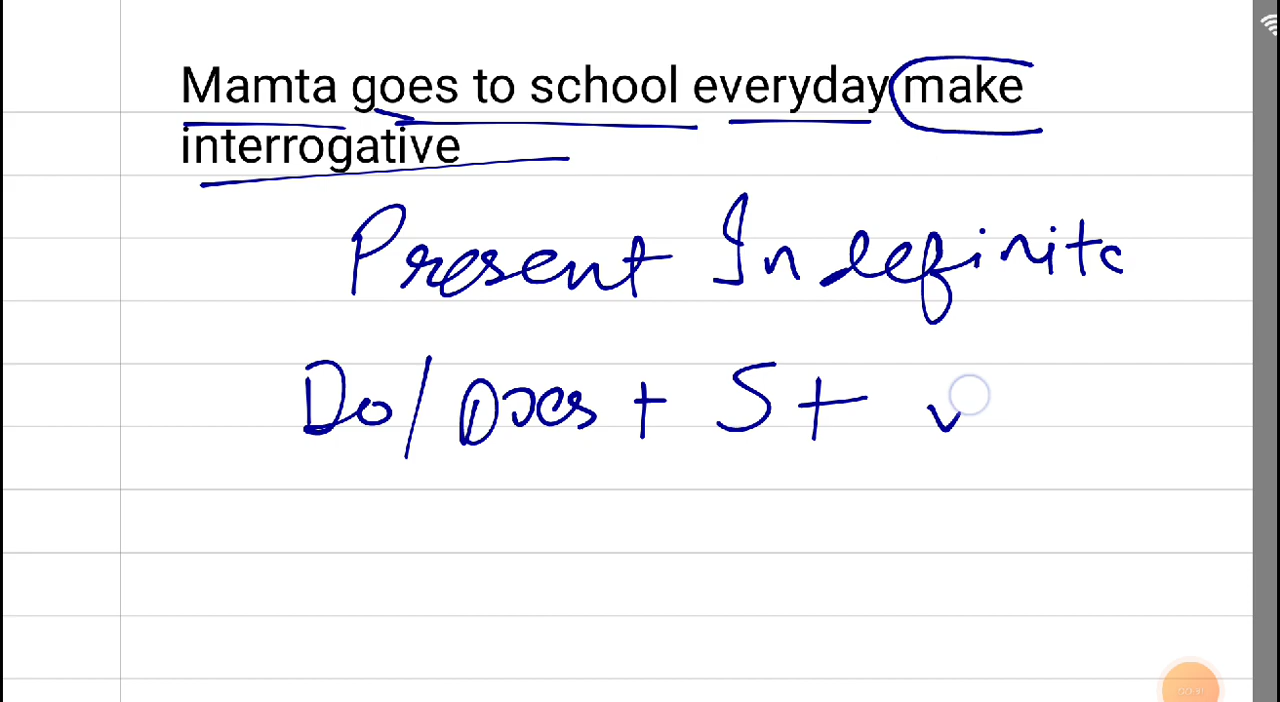 Mamta goes to school everyday make
interrogative
Present Indefinite
Do/Does + S + v